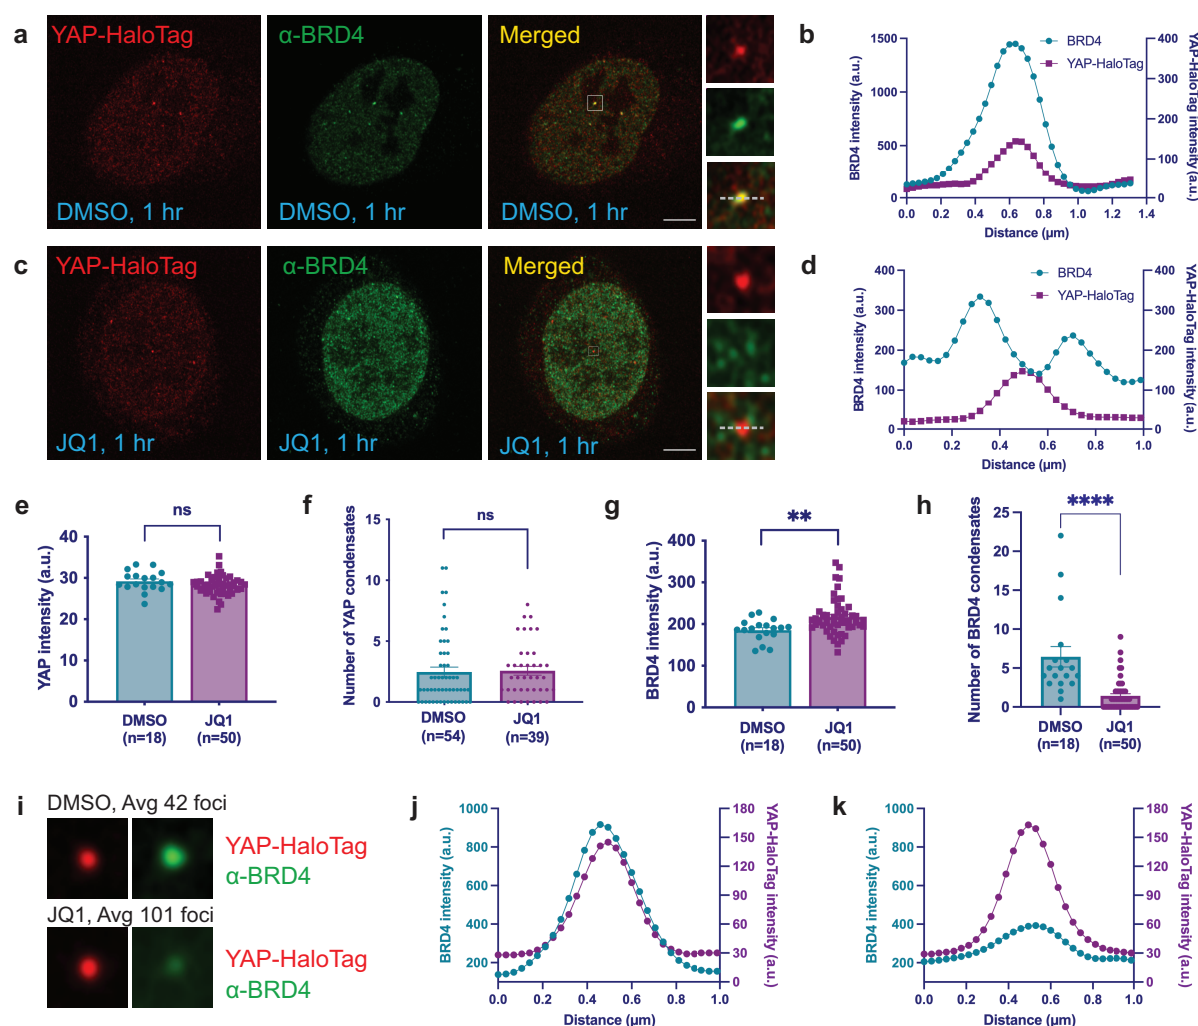 a
YAP-HaloTag
α-BRD4
Merged
DMSO, 1 hr
DMSO, 1 hr
DMSO, 1 hr
b
1500
1000
500
0
BRD4 intensity (a.u.)
BRD4
YAP-HaloTag
400
300
200
100
0
YAP-HaloTag intensity (a.u.)
0.0 0.2 0.4 0.6 0.8 1.0 1.2 1.4
Distance (µm)
c
YAP-HaloTag
α-BRD4
Merged
JQ1, 1 hr
JQ1, 1 hr
JQ1, 1 hr
d
400
300
200
100
0
BRD4 intensity (a.u.)
BRD4
YAP-HaloTag
400
300
200
100
0
YAP-HaloTag intensity (a.u.)
0.0 0.2 0.4 0.6 0.8 1.0
Distance (µm)
e
ns
40
30
20
10
0
YAP intensity (a.u.)
DMSO JQ1
(n=18) (n=50)
f
ns
15
10
5
0
Number of YAP condensates
DMSO JQ1
(n=54) (n=39)
g
**
400
300
200
100
0
BRD4 intensity (a.u.)
DMSO JQ1
(n=18) (n=50)
h
****
25
20
15
10
5
0
Number of BRD4 condensates
DMSO JQ1
(n=18) (n=50)
i
DMSO, Avg 42 foci
YAP-HaloTag
α-BRD4
JQ1, Avg 101 foci
YAP-HaloTag
α-BRD4
j
1000
800
600
400
200
BRD4 intensity (a.u.)
180
150
120
90
60
30
0
YAP-HaloTag intensity (a.u.)
0.0 0.2 0.4 0.6 0.8 1.0
Distance (µm)
k
1000
800
600
400
200
BRD4 intensity (a.u.)
180
150
120
90
60
30
0
YAP-HaloTag intensity (a.u.)
0.0 0.2 0.4 0.6 0.8 1.0
Distance (µm)